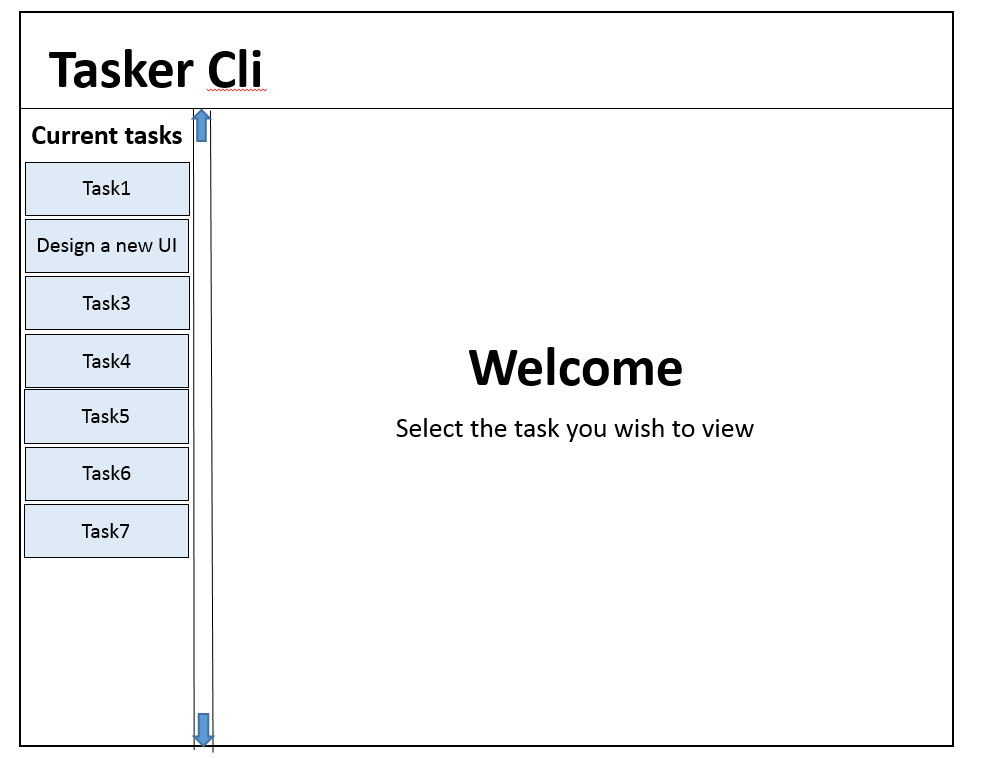 Tasker Cli
Current tasks
Task1
Design a new UI
Task3
Task4
Task5
Task6
Task7
Welcome
Select the task you wish to view